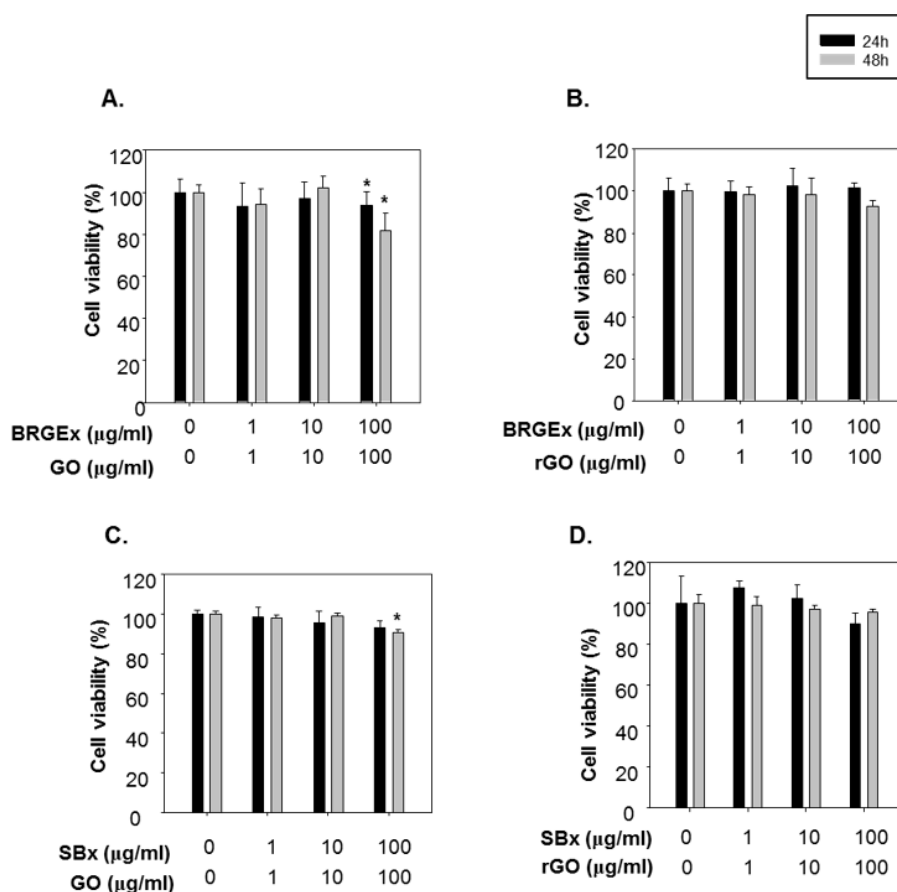 24h
48h
A.
B.
120
100
80
60
40
20
0
Cell viability (%)
*
*
BRGEx (µg/ml) 0 1 10 100
GO (µg/ml) 0 1 10 100
120
100
80
60
40
20
0
Cell viability (%)
BRGEx (µg/ml) 0 1 10 100
rGO (µg/ml) 0 1 10 100
C.
D.
120
100
80
60
40
20
0
Cell viability (%)
*
SBx (µg/ml) 0 1 10 100
GO (µg/ml) 0 1 10 100
120
100
80
60
40
20
0
Cell viability (%)
SBx (µg/ml) 0 1 10 100
rGO (µg/ml) 0 1 10 100